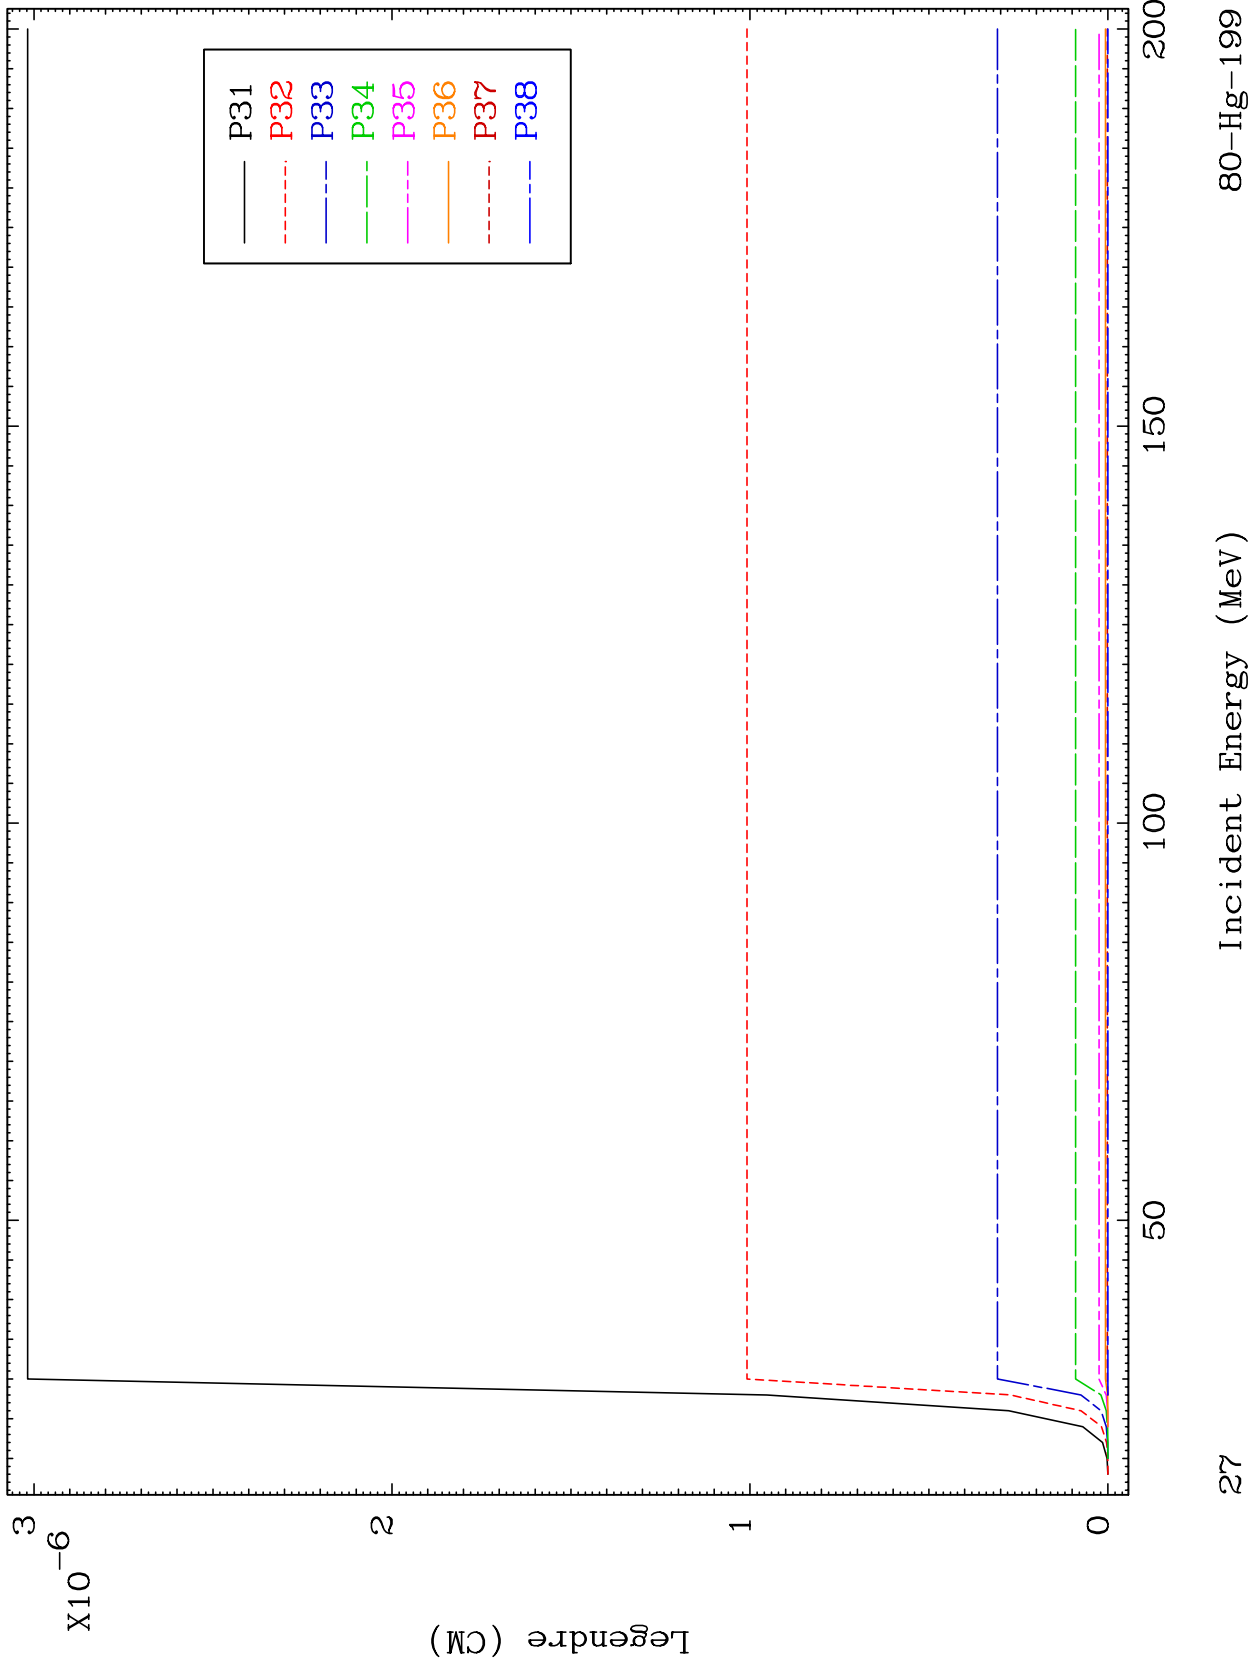 3
2
1
0
X10
-6
Legendre (CM)
P31
P32
P33
P34
P35
P36
P37
P38
50
100
150
200
Incident Energy (MeV)
27
80-Hg-199